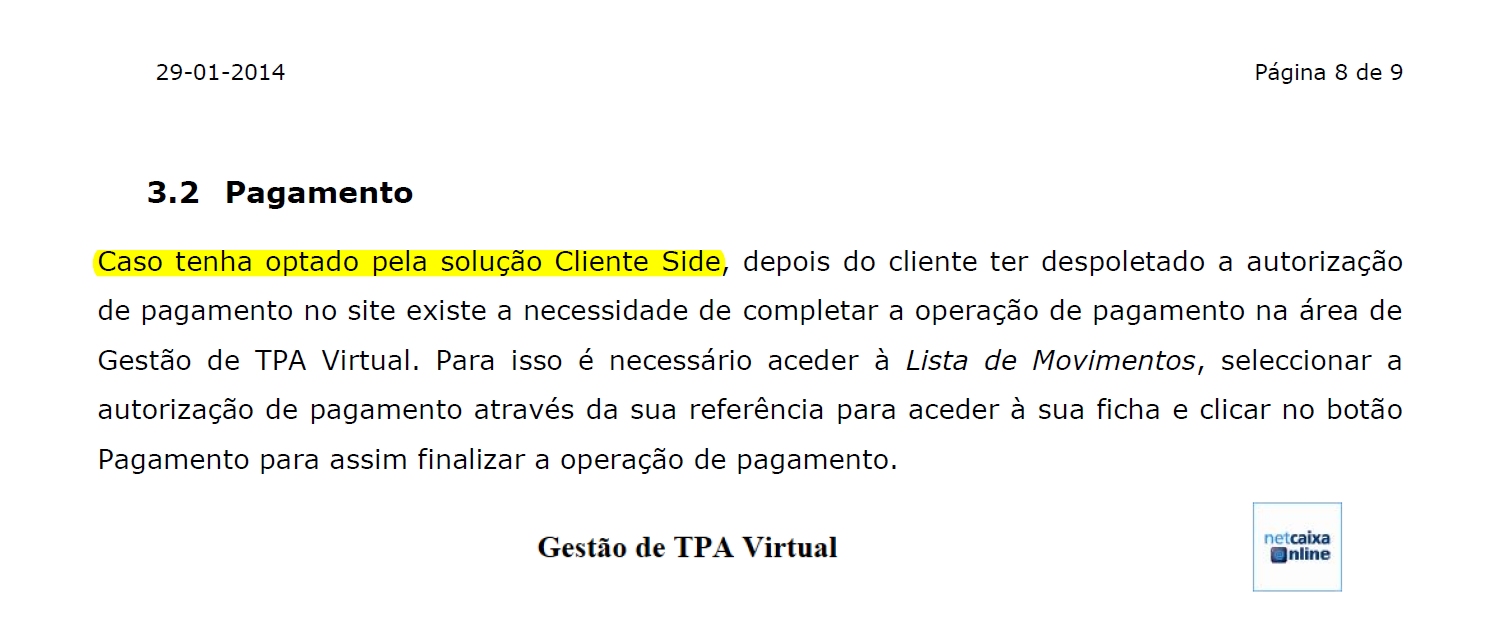 29-01-2014 Página 8 de 9
3.2 Pagamento
Caso tenha optado pela solução Cliente Side, depois do cliente ter despoletado a autorização
de pagamento no site existe a necessidade de completar a operação de pagamento na área de
Gestão de TPA Virtual. Para isso é necessário aceder à Lista de Movimentos, seleccionar a
autorização de pagamento através da sua referência para aceder à sua ficha e clicar no botão
Pagamento para assim finalizar a operação de pagamento.
Gestão de TPA Virtual
netcaixa
Online